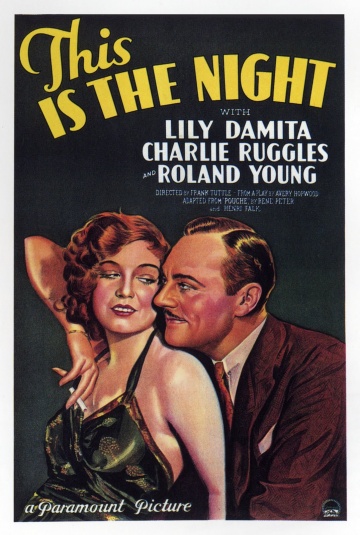 This
IS THE NIGHT
WITH
LILY DAMITA
CHARLIE RUGGLES
AND ROLAND YOUNG
DIRECTED BY FRANK TUTTLE - FROM A PLAY BY AVERY HOPWOOD
ADAPTED FROM "POUCHE" BY RENE PETER
and HENRI FALK.
a Paramount Picture